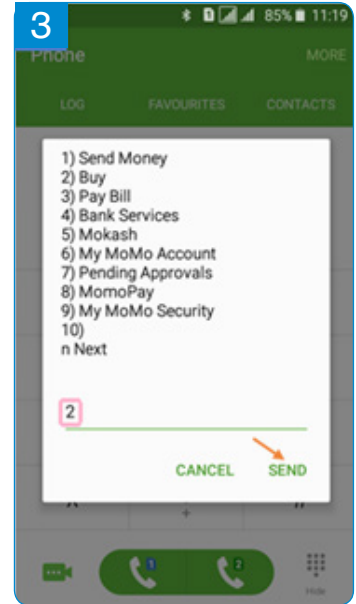 3
85% 11:19
Phone MORE
LOG FAVOURITES CONTACTS
1) Send Money
2) Buy
3) Pay Bill
4) Bank Services
5) Mokash
6) My MoMo Account
7) Pending Approvals
8) MomoPay
9) My MoMo Security
10)
n Next
2
CANCEL SEND
+
1 2
Hide